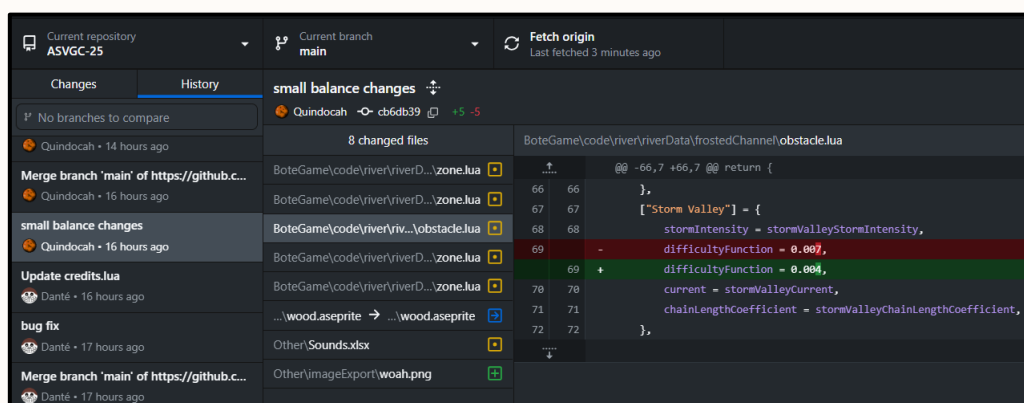 Current repository
ASVGC-25
Current branch
main
Fetch origin
Last fetched 3 minutes ago
Changes
History
No branches to compare
Quindocah • 14 hours ago
Merge branch 'main' of https://github.c...
Quindocah • 16 hours ago
small balance changes
Quindocah • 16 hours ago
Update credits.lua
Danté • 16 hours ago
bug fix
Danté • 17 hours ago
Merge branch 'main' of https://github.c...
Danté • 17 hours ago
small balance changes
Quindocah cb6db39 +5 -5
8 changed files
BoteGame\code\river\riverD...\zone.lua
BoteGame\code\river\riverD...\zone.lua
BoteGame\code\river\riv...\obstacle.lua
BoteGame\code\river\riverD...\zone.lua
BoteGame\code\river\riverD...\zone.lua
...\wood.aseprite → ...\wood.aseprite
Other\Sounds.xlsx
Other\imageExport\woah.png
BoteGame\code\river\riverData\frostedChannel\obstacle.lua
@@ -66,7 +66,7 @@ return {
66 66 },
67 67 ["Storm Valley"] = {
68 68 stormIntensity = stormValleyStormIntensity,
69 - difficultyFunction = 0.007,
69 + difficultyFunction = 0.004,
70 70 current = stormValleyCurrent,
71 71 chainLengthCoefficient = stormValleyChainLengthCoefficient,
72 72 },